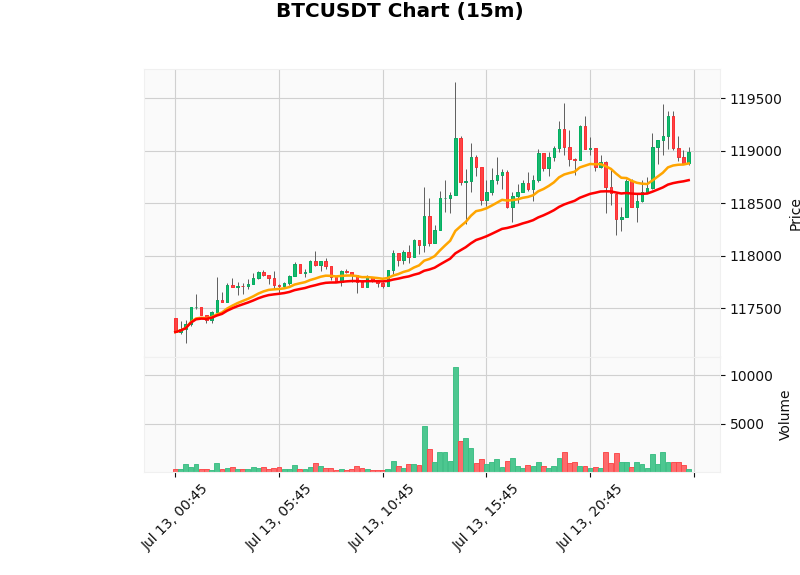 BTCUSDT Chart (15m)
119500
119000
118500
118000
117500
Price
10000
5000
Volume
Jul 13, 00:45
Jul 13, 05:45
Jul 13, 10:45
Jul 13, 15:45
Jul 13, 20:45